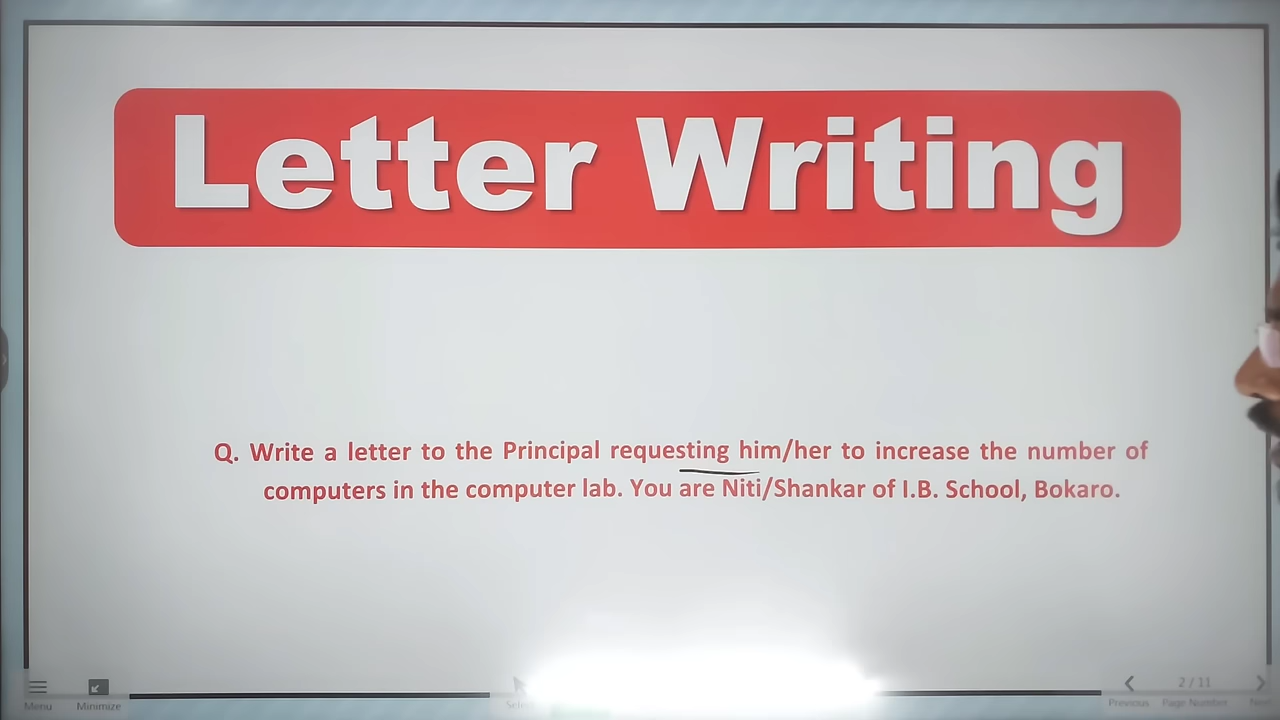 Letter Writing
Q. Write a letter to the Principal requesting him/her to increase the number of
computers in the computer lab. You are Niti/Shankar of I.B. School, Bokaro.
Menu
Minimize
Select
2 / 11
Previous
Page Number